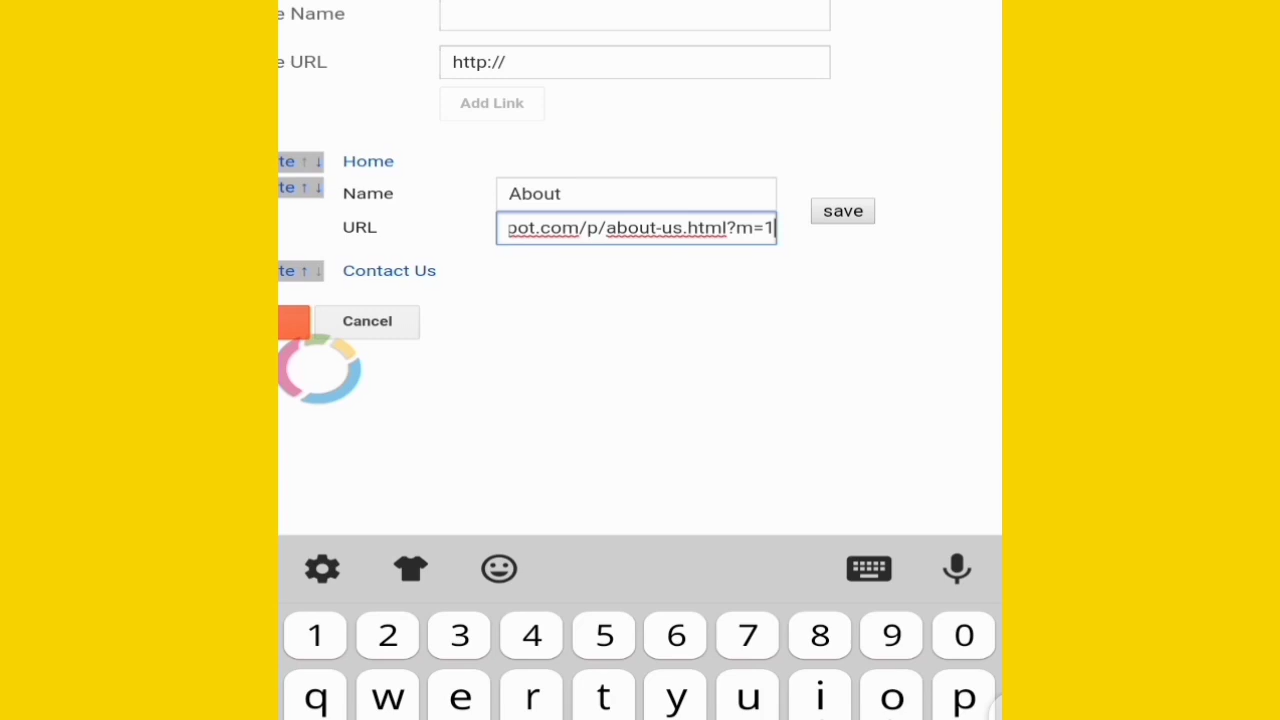 e Name
e URL
http://
Add Link
te ↑ ↓ Home
te ↑ ↓ Name About
URL pot.com/p/about-us.html?m=1
save
te ↑ ↓ Contact Us
Cancel
1 2 3 4 5 6 7 8 9 0
q w e r t y u i o p